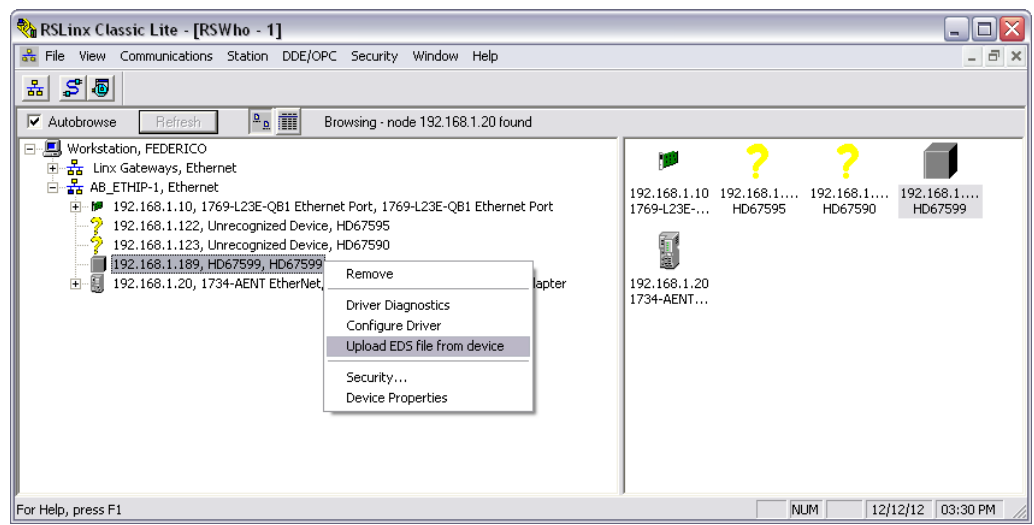 RSLinx Classic Lite - [RSWho - 1]
File View Communications Station DDE/OPC Security Window Help
Autobrowse Refresh Browsing - node 192.168.1.20 found
Workstation, FEDERICO
Linx Gateways, Ethernet
AB_ETHIP-1, Ethernet
192.168.1.10, 1769-L23E-QB1 Ethernet Port, 1769-L23E-QB1 Ethernet Port
192.168.1.122, Unrecognized Device, HD67595
192.168.1.123, Unrecognized Device, HD67590
192.168.1.189, HD67599, HD67599
192.168.1.20, 1734-AENT EtherNet, lapter
Remove
Driver Diagnostics
Configure Driver
Upload EDS file from device
Security...
Device Properties
192.168.1.10 192.168.1.... 192.168.1.... 192.168.1....
1769-L23E-... HD67595 HD67590 HD67599
192.168.1.20
1734-AENT...
For Help, press F1 NUM 12/12/12 03:30 PM